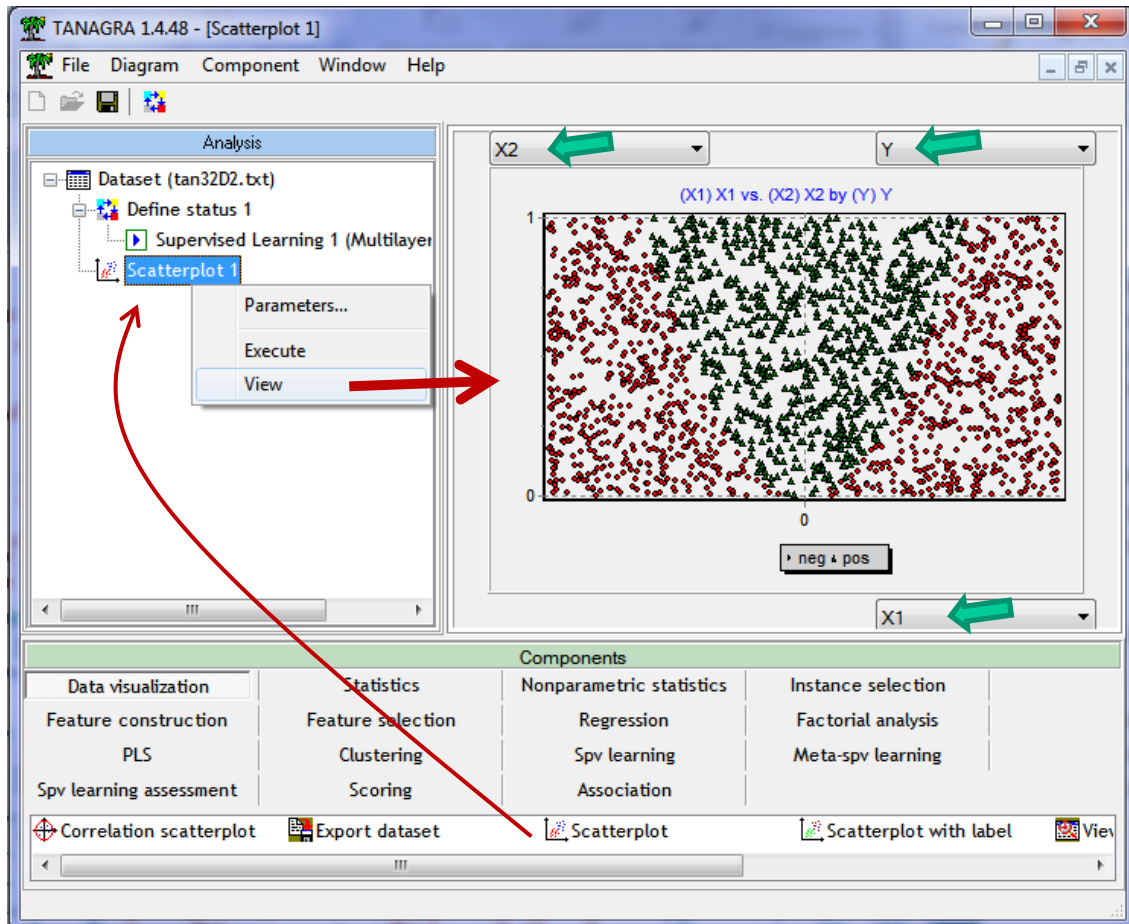 TANAGRA 1.4.48 - [Scatterplot 1]
File Diagram Component Window Help
Analysis
Dataset (tan32D2.txt)
Define status 1
Supervised Learning 1 (Multilayer
Scatterplot 1
Parameters...
Execute
View
X2
Y
(X1) X1 vs. (X2) X2 by (Y) Y
1
0
0
neg pos
X1
Components
Data visualization Statistics Nonparametric statistics Instance selection
Feature construction Feature selection Regression Factorial analysis
PLS Clustering Spv learning Meta-spv learning
Spv learning assessment Scoring Association
Correlation scatterplot Export dataset Scatterplot Scatterplot with label View